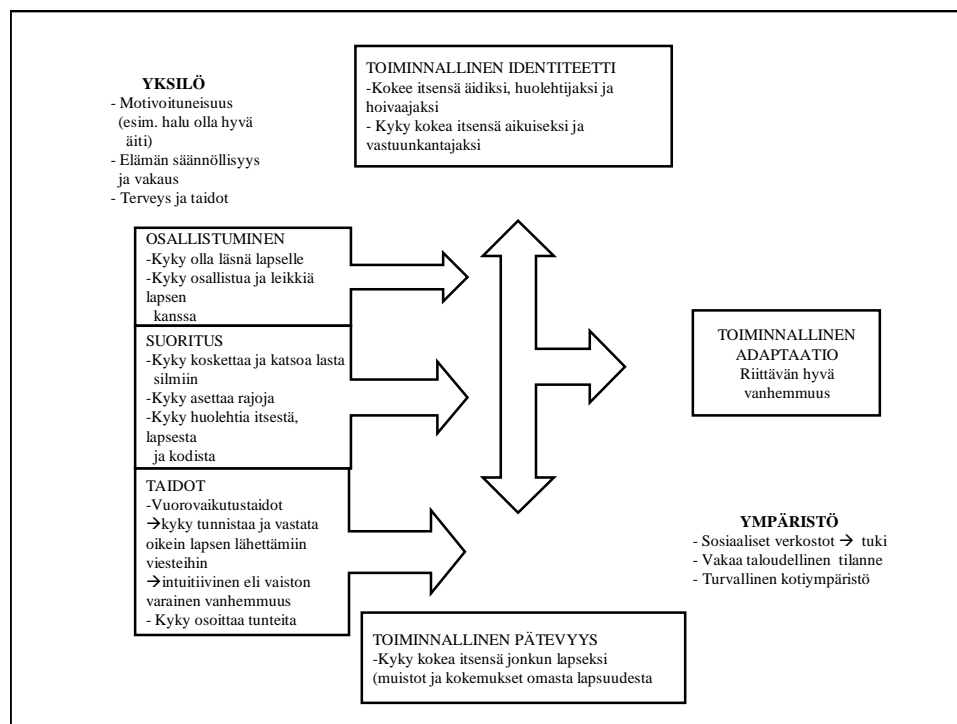 YKSILÖ
- Motivoituneisuus
(esim. halu olla hyvä
äiti)
- Elämän säännöllisyys
ja vakaus
- Terveys ja taidot
TOIMINNALLINEN IDENTITEETTI
-Kokee itsensä äidiksi, huolehtijaksi ja
hoivaajaksi
- Kyky kokea itsensä aikuiseksi ja
vastuunkantajaksi
OSALLISTUMINEN
-Kyky olla läsnä lapselle
-Kyky osallistua ja leikkiä
lapsen
kanssa
SUORITUS
-Kyky koskettaa ja katsoa lasta
silmiin
-Kyky asettaa rajoja
-Kyky huolehtia itsestä,
lapsesta
ja kodista
TAIDOT
-Vuorovaikutustaidot
→kyky tunnistaa ja vastata
oikein lapsen lähettämiin
viesteihin
→intuitiivinen eli vaiston
varainen vanhemmuus
- Kyky osoittaa tunteita
TOIMINNALLINEN
ADAPTAATIO
Riittävän hyvä
vanhemmuus
YMPÄRISTÖ
- Sosiaaliset verkostot → tuki
- Vakaa taloudellinen tilanne
- Turvallinen kotiympäristö
TOIMINNALLINEN PÄTEVYYS
-Kyky kokea itsensä jonkun lapseksi
(muistot ja kokemukset omasta lapsuudesta